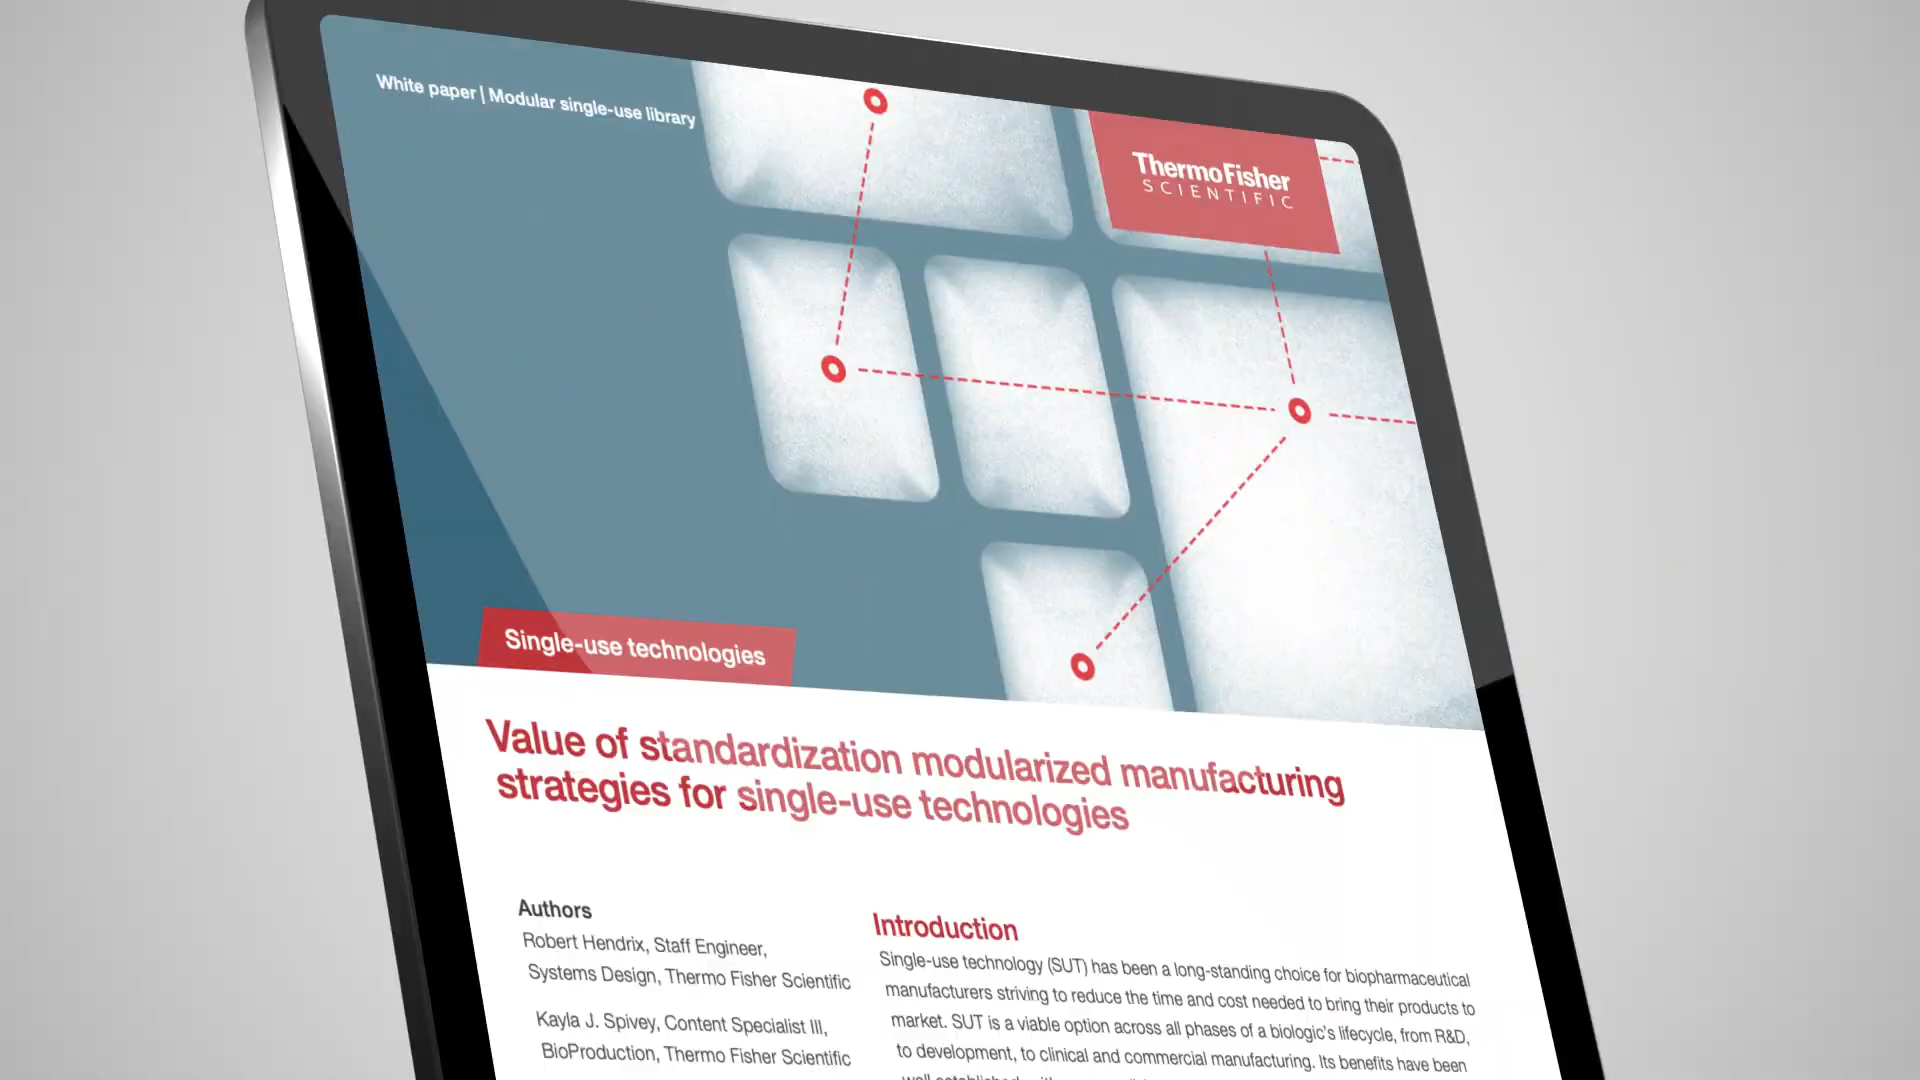 White paper | Modular single-use library
ThermoFisher
SCIENTIFIC
Single-use technologies
Value of standardization modularized manufacturing
strategies for single-use technologies
Authors
Robert Hendrix, Staff Engineer,
Systems Design, Thermo Fisher Scientific
Kayla J. Spivey, Content Specialist III,
BioProduction, Thermo Fisher Scientific
Introduction
Single-use technology (SUT) has been a long-standing choice for biopharmaceutical
manufacturers striving to reduce the time and cost needed to bring their products to
market. SUT is a viable option across all phases of a biologic's lifecycle, from R&D,
to development, to clinical and commercial manufacturing. Its benefits have been